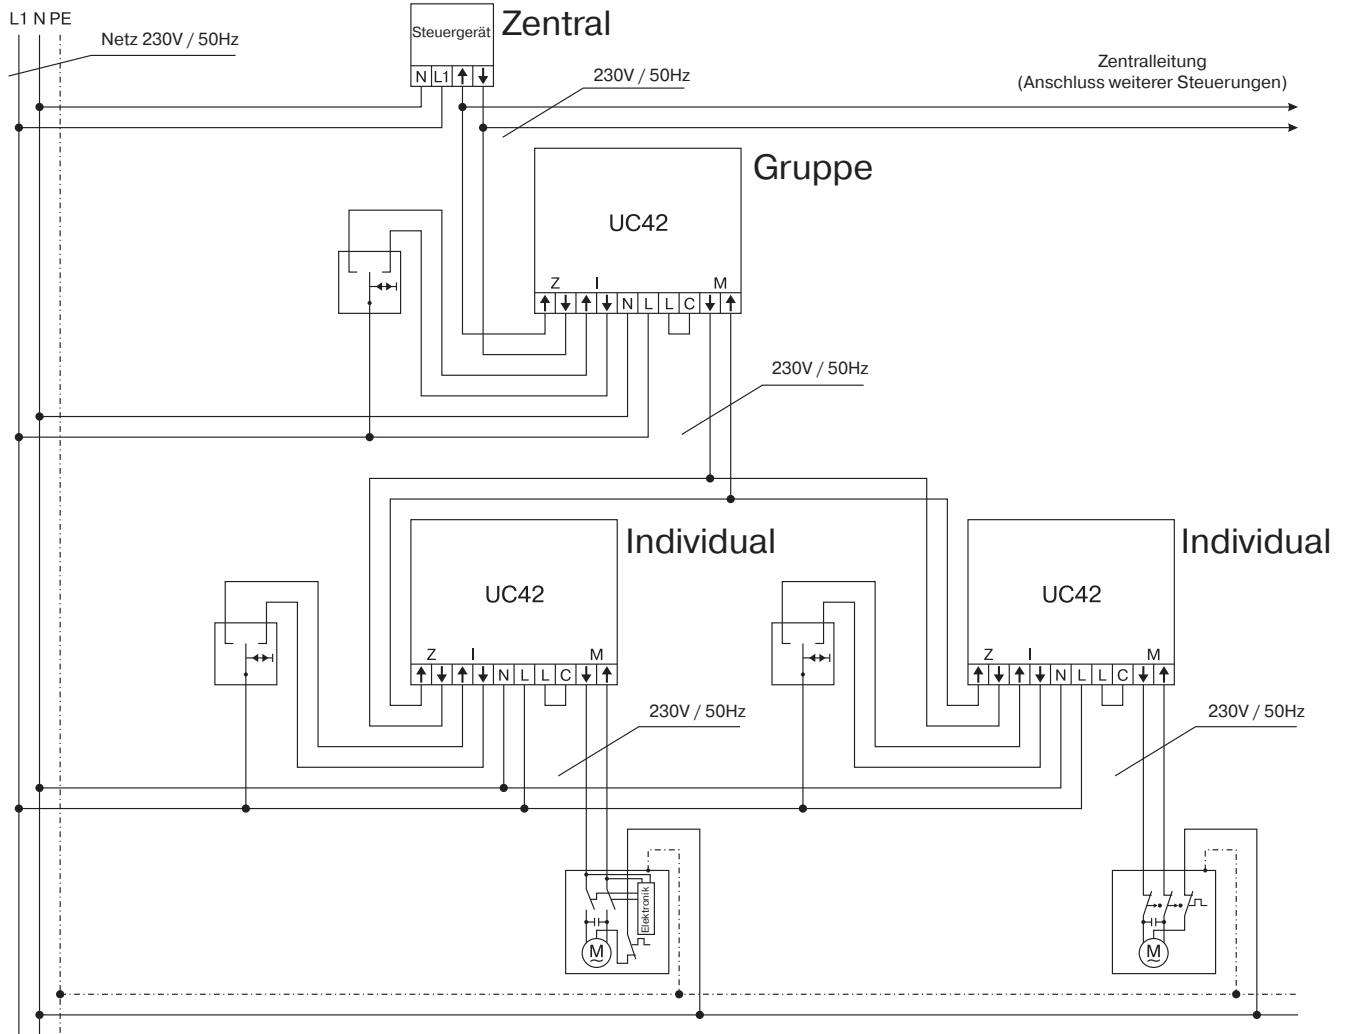 L1 N PE
Netz 230V / 50Hz
Steuergerät
Zentral
N L1
230V / 50Hz
Zentralleitung
(Anschluss weiterer Steuerungen)
Gruppe
UC42
Z I M
N L L C
230V / 50Hz
Individual
UC42
Z I M
N L L C
230V / 50Hz
Individual
UC42
Z I M
N L L C
230V / 50Hz
Elektronik
M
M